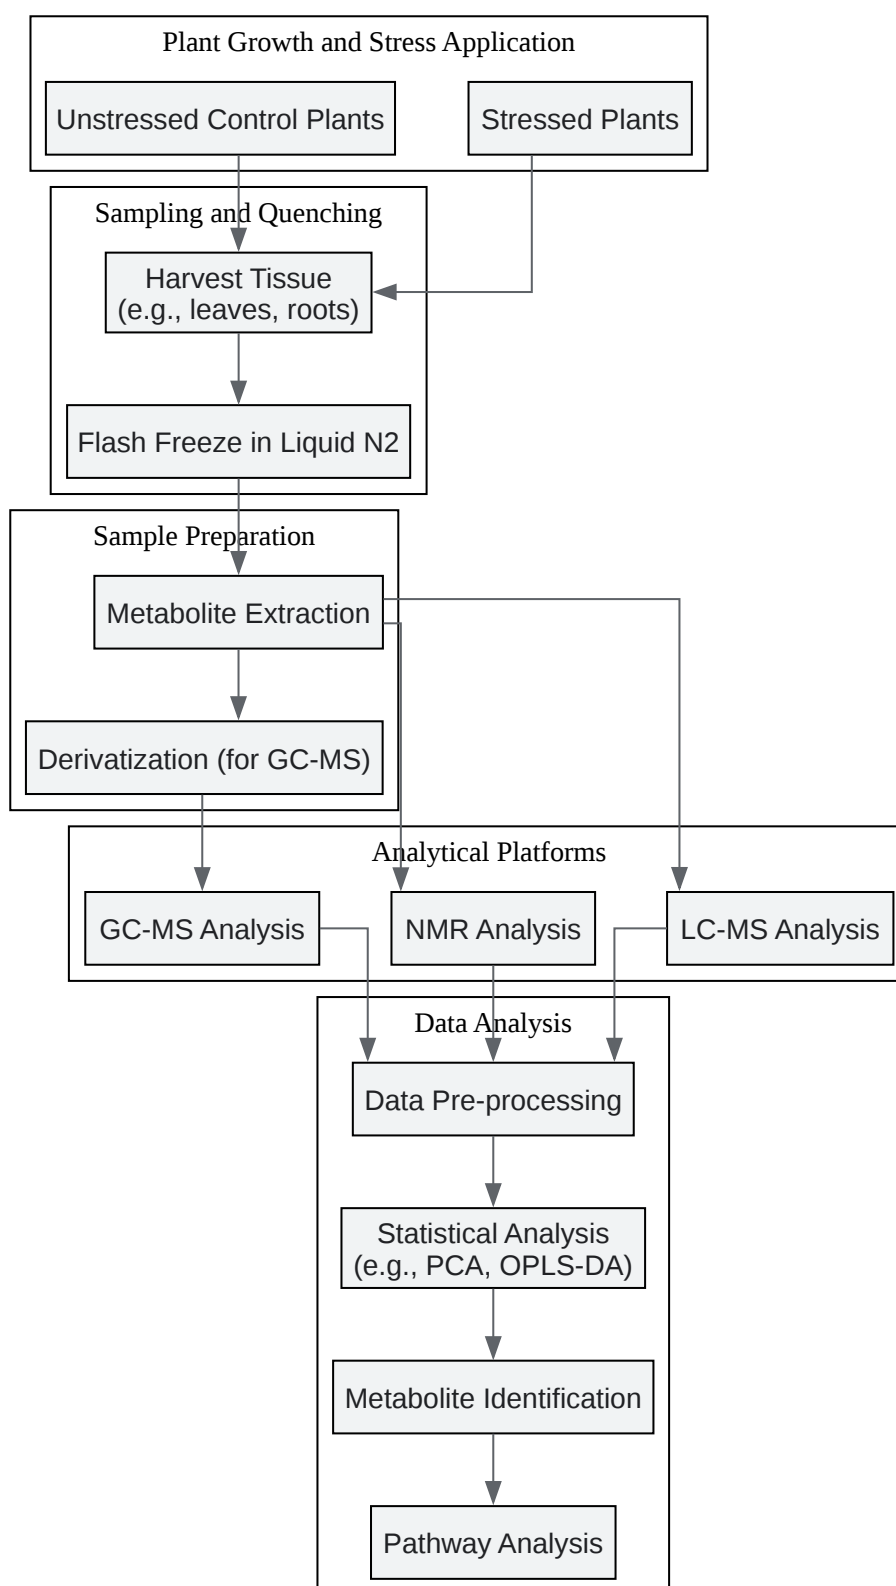 Plant Growth and Stress Application
Unstressed Control Plants
Stressed Plants
Sampling and Quenching
Harvest Tissue
(e.g., leaves, roots)
Flash Freeze in Liquid N2
Sample Preparation
Metabolite Extraction
Derivatization (for GC-MS)
Analytical Platforms
GC-MS Analysis
NMR Analysis
LC-MS Analysis
Data Analysis
Data Pre-processing
Statistical Analysis
(e.g., PCA, OPLS-DA)
Metabolite Identification
Pathway Analysis